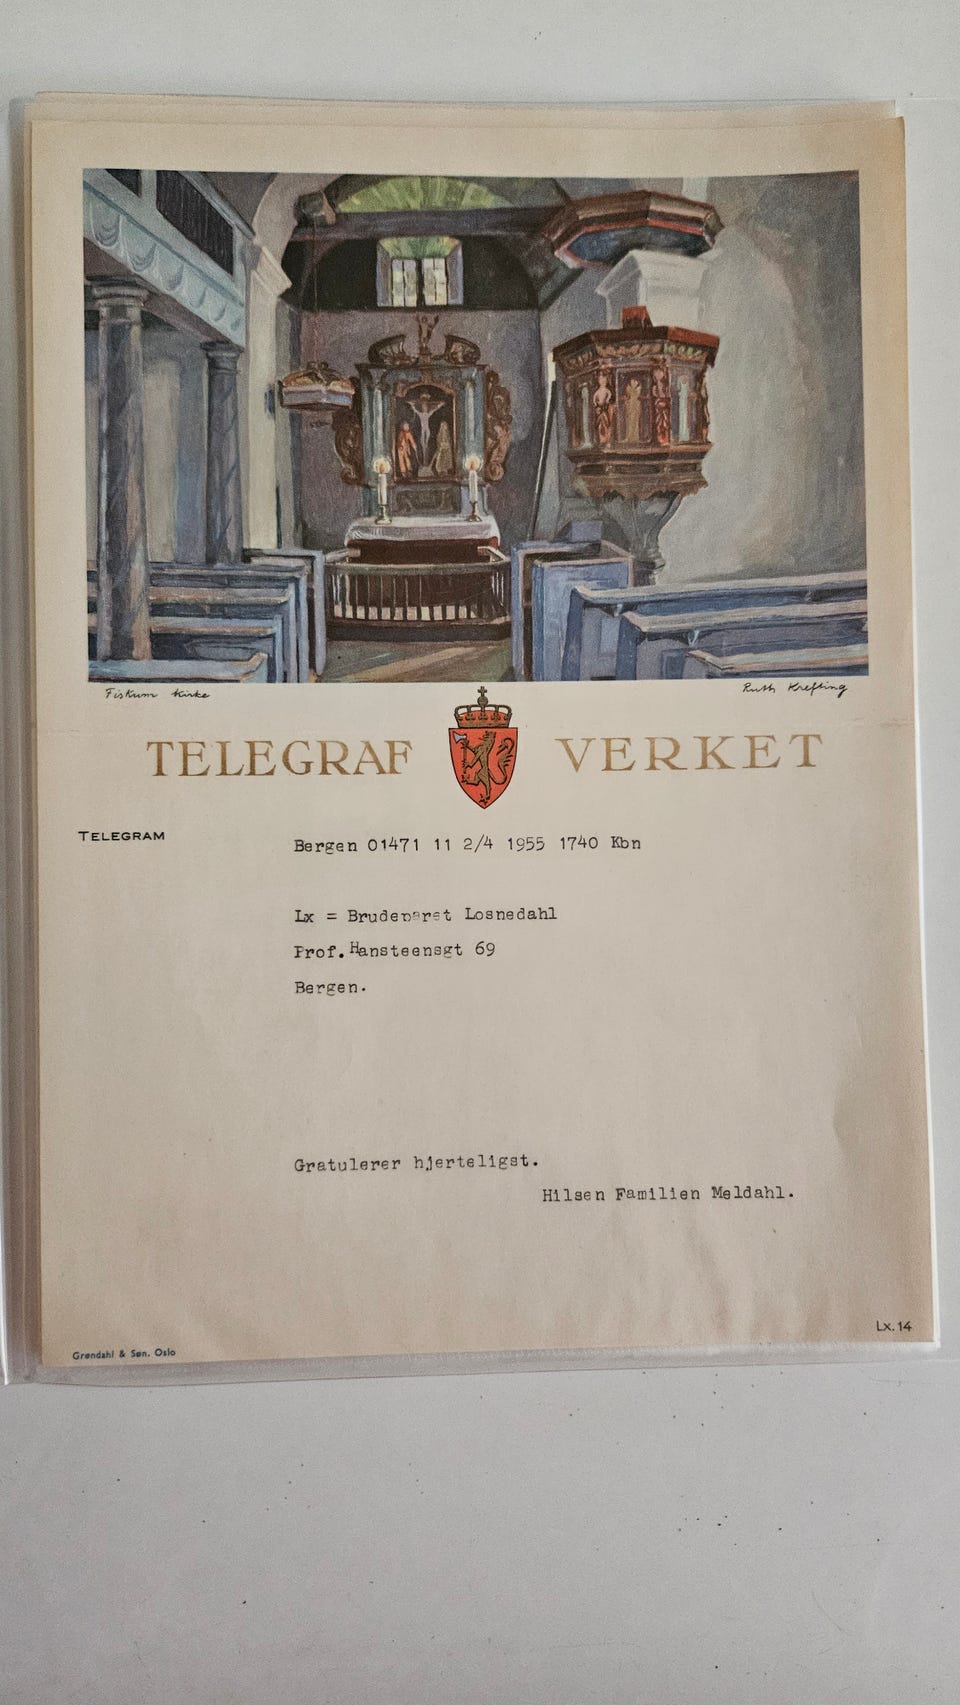 Fiskum Kirke
Ruth Krefting
TELEGRAF VERKET
TELEGRAM
Bergen 01471 11 2/4 1955 1740 Kbn
Lx = Brudeparet Losnedahl
Prof. Hansteensgt 69
Bergen.
Gratulerer hjerteligst.
Hilsen Familien Meldahl.
Lx. 14
Grøndahl & Søn. Oslo